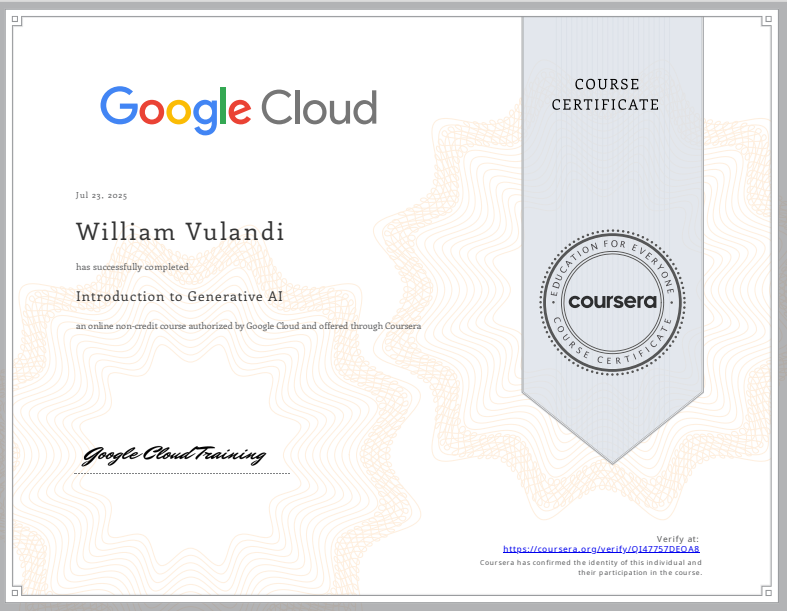 Google Cloud
COURSE
CERTIFICATE
Jul 23, 2025
William Vulandi
has successfully completed
Introduction to Generative AI
an online non-credit course authorized by Google Cloud and offered through Coursera
EDUCATION FOR EVERYONE
coursera
COURSE CERTIFICATE
Google Cloud Training
Verify at:
https://coursera.org/verify/QI47757DEOA8
Coursera has confirmed the identity of this individual and
their participation in the course.